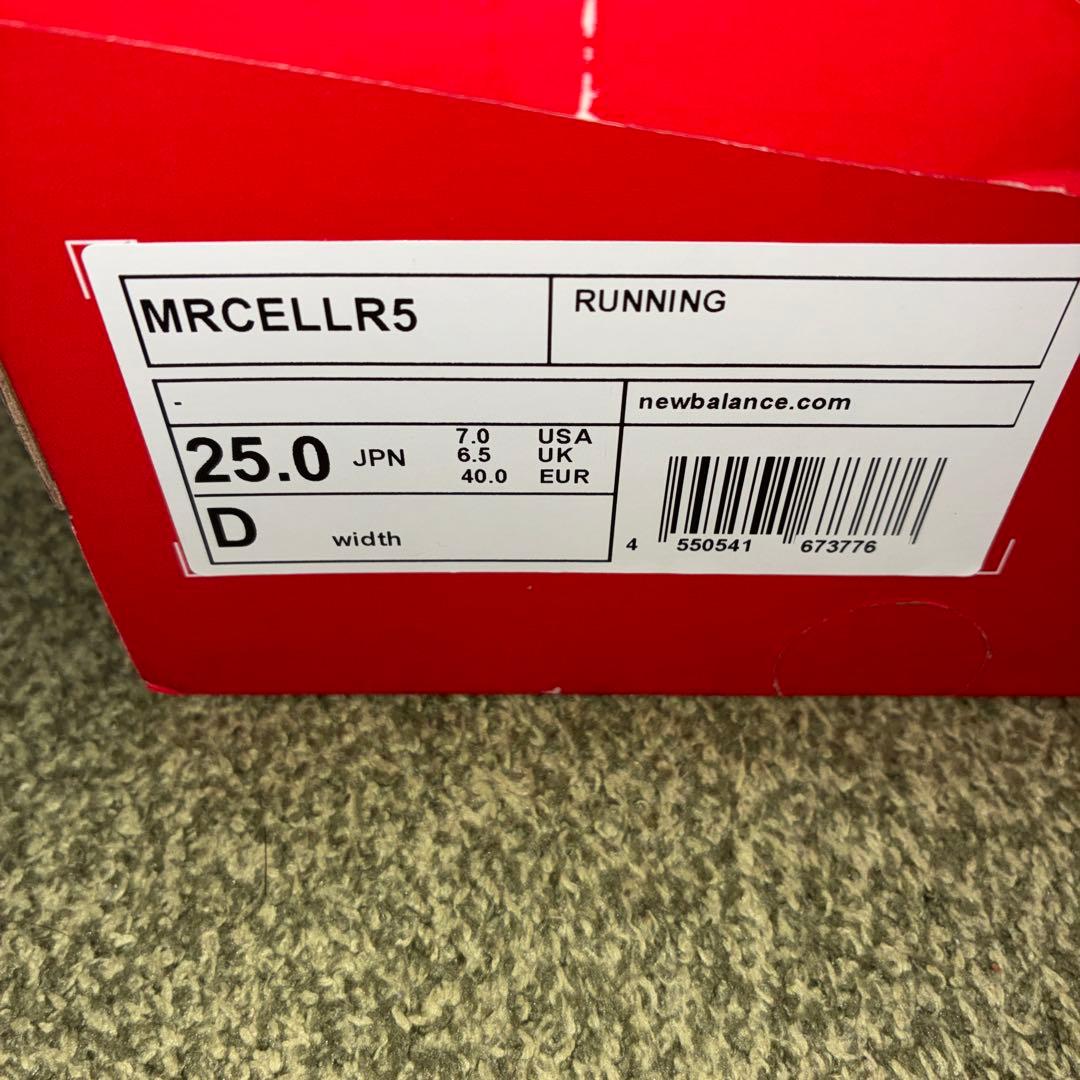 MRCELLR5
RUNNING
-
newbalance.com
25.0 JPN
7.0 USA
6.5 UK
40.0 EUR
D width
4 550541 673776